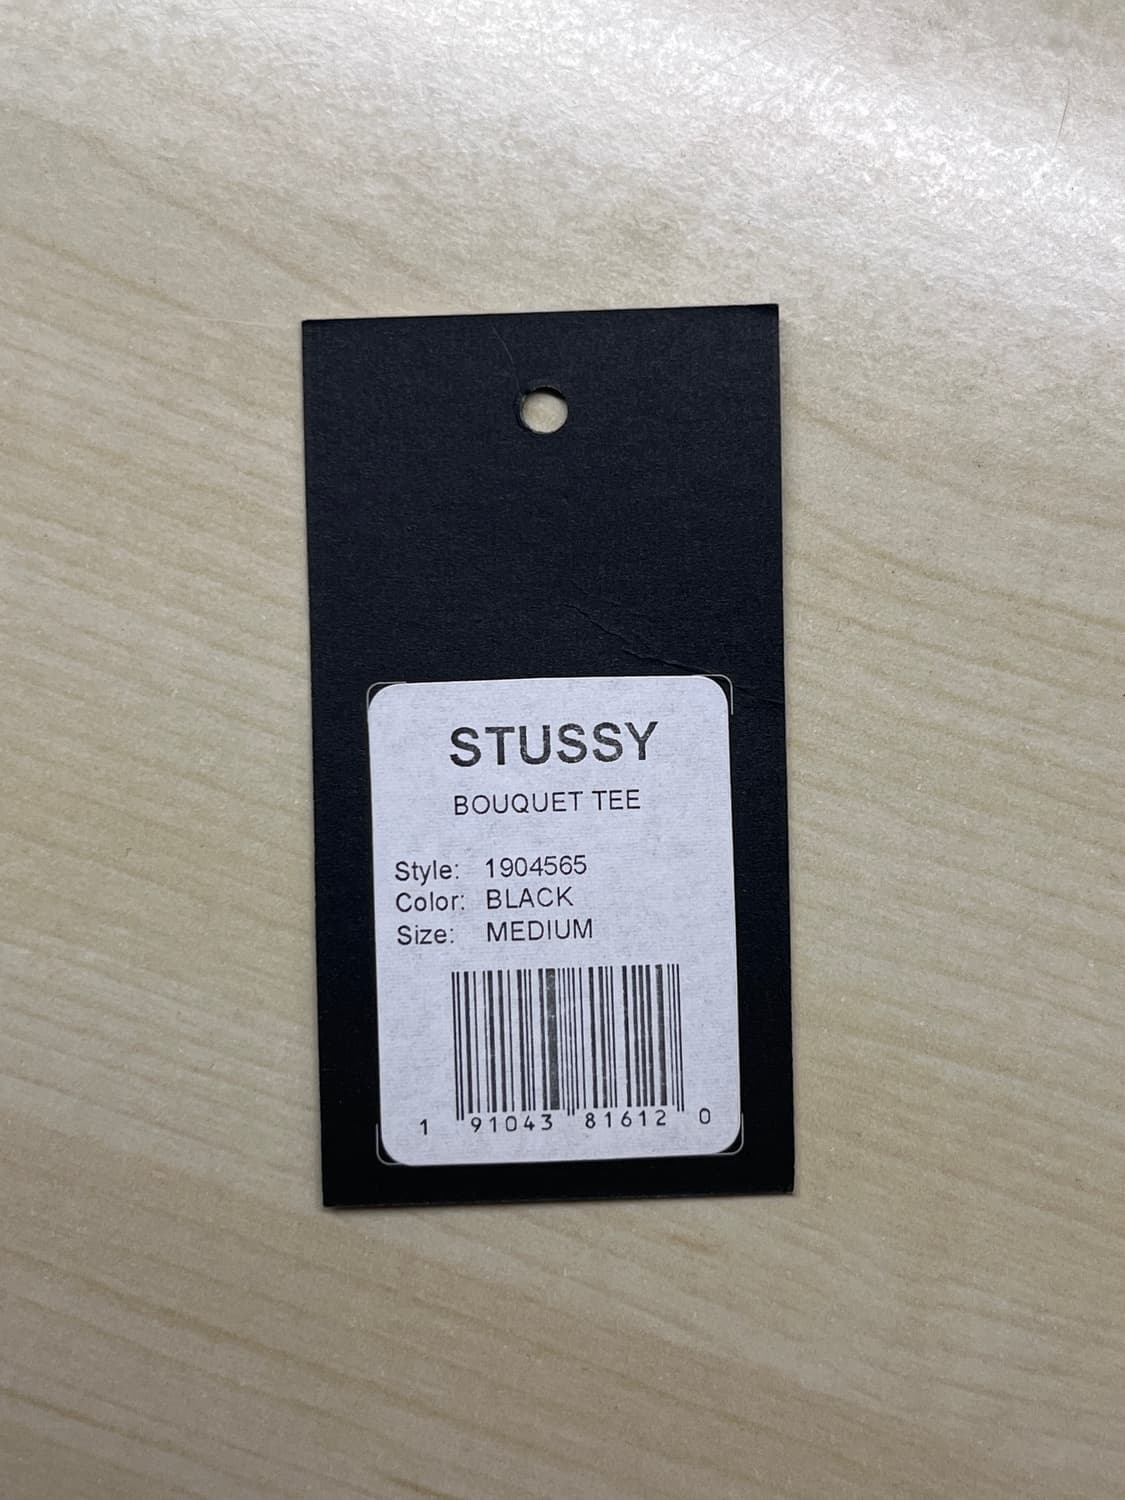 STUSSY
BOUQUET TEE
Style: 1904565
Color: BLACK
Size: MEDIUM
1 91043 81612 0